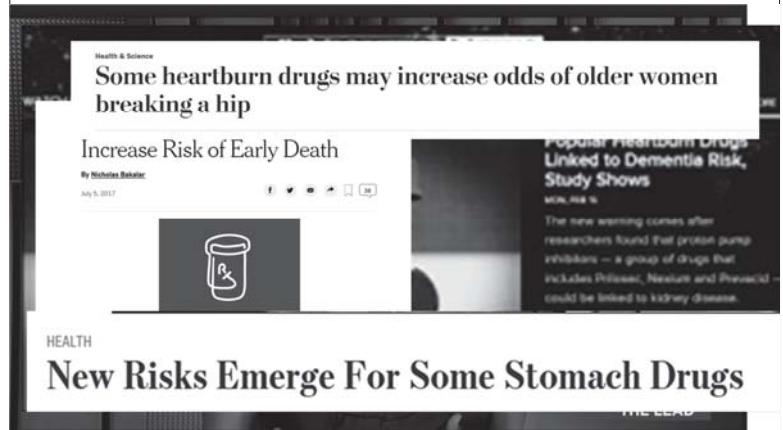 Health & Science
Some heartburn drugs may increase odds of older women
breaking a hip
Increase Risk of Early Death
By Nicholas Bakalar
July 5, 2017
38
Rx
Popular Heartburn Drugs
Linked to Dementia Risk,
Study Shows
MON, FEB 15
The new warning comes after
researchers found that proton pump
inhibitors — a group of drugs that
includes Prilosec, Nexium and Prevacid —
could be linked to kidney disease.
HEALTH
New Risks Emerge For Some Stomach Drugs
THE LEAD